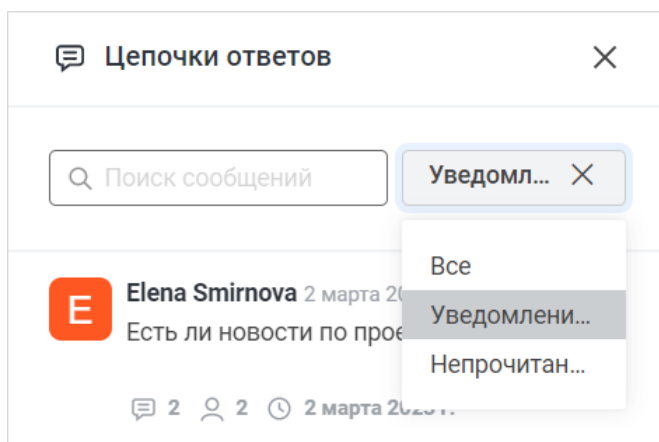 Цепочки ответов
Поиск сообщений
Уведомл...
Все
Уведомлени...
Непрочитан...
E
Elena Smirnova 2 марта
Есть ли новости по
2 2 2 марта